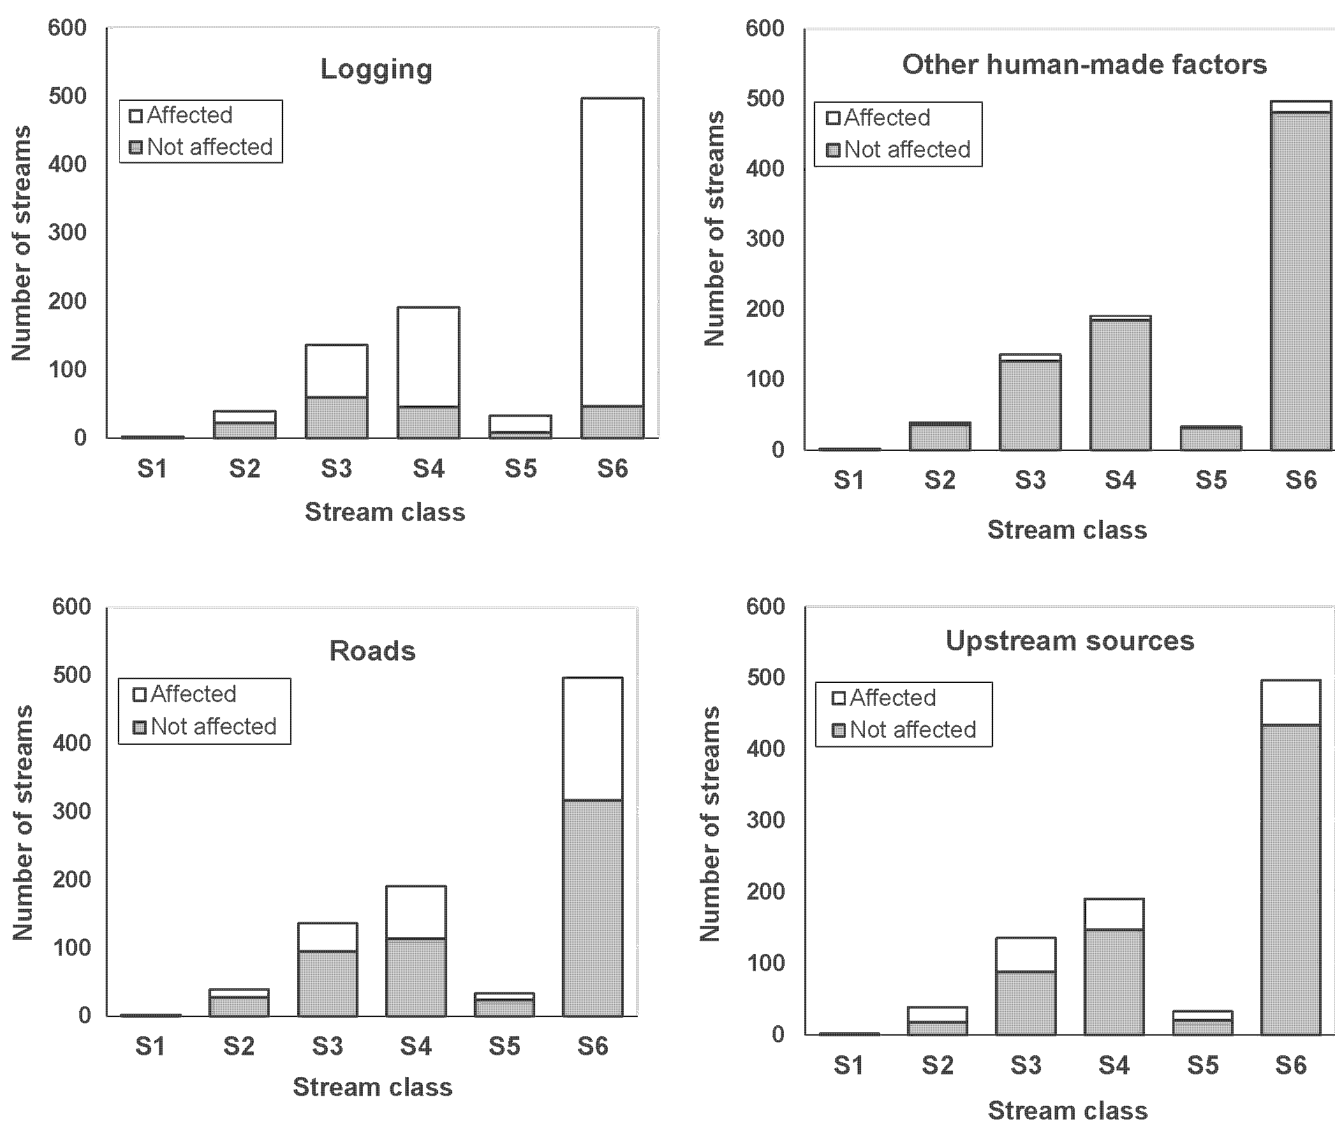 Logging
Affected
Not affected
Number of streams
600
500
400
300
200
100
0
S1 S2 S3 S4 S5 S6
Stream class
Other human-made factors
Affected
Not affected
Number of streams
600
500
400
300
200
100
0
S1 S2 S3 S4 S5 S6
Stream class
Roads
Affected
Not affected
Number of streams
600
500
400
300
200
100
0
S1 S2 S3 S4 S5 S6
Stream class
Upstream sources
Affected
Not affected
Number of streams
600
500
400
300
200
100
0
S1 S2 S3 S4 S5 S6
Stream class